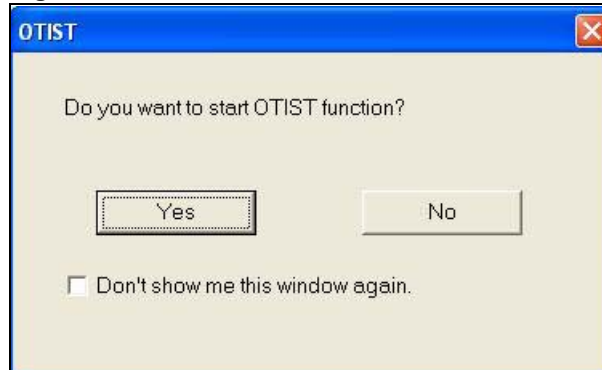 OTIST
Do you want to start OTIST function?
Yes No
Don't show me this window again.